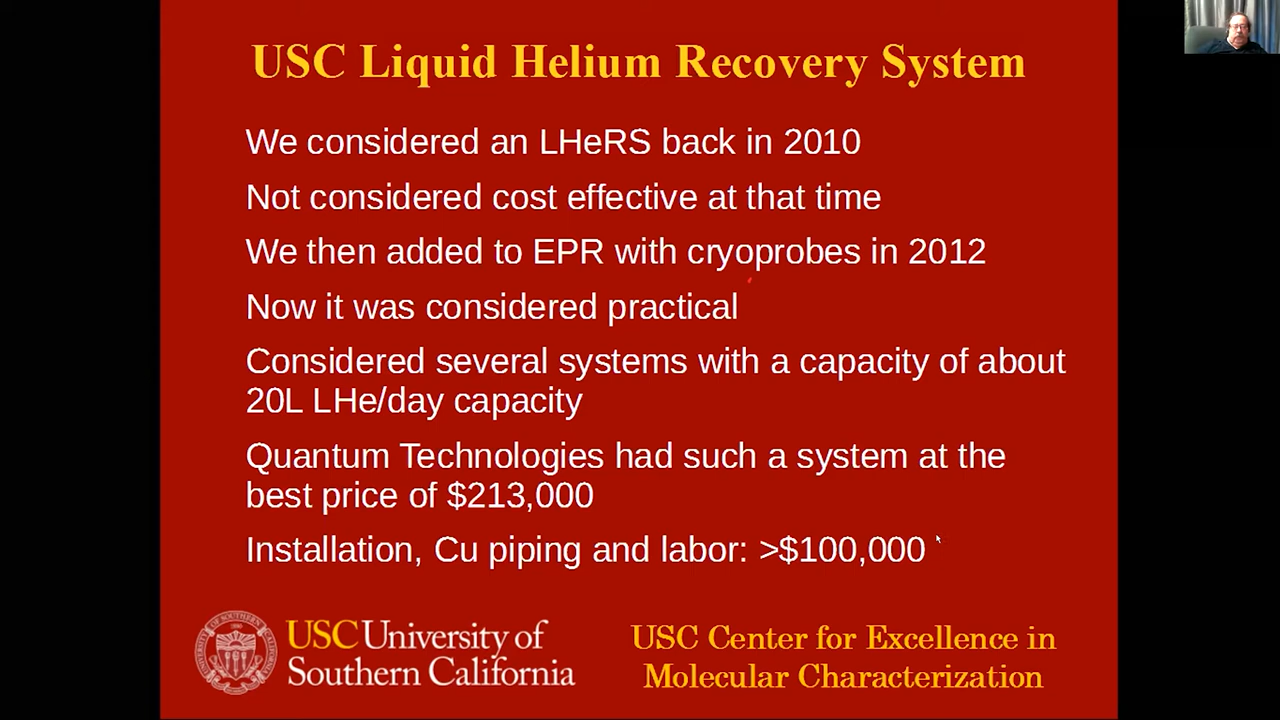 USC Liquid Helium Recovery System
We considered an LHeRS back in 2010
Not considered cost effective at that time
We then added to EPR with cryoprobes in 2012
Now it was considered practical
Considered several systems with a capacity of about
20L LHe/day capacity
Quantum Technologies had such a system at the
best price of $213,000
Installation, Cu piping and labor: >$100,000
USC University of
Southern California
USC Center for Excellence in
Molecular Characterization